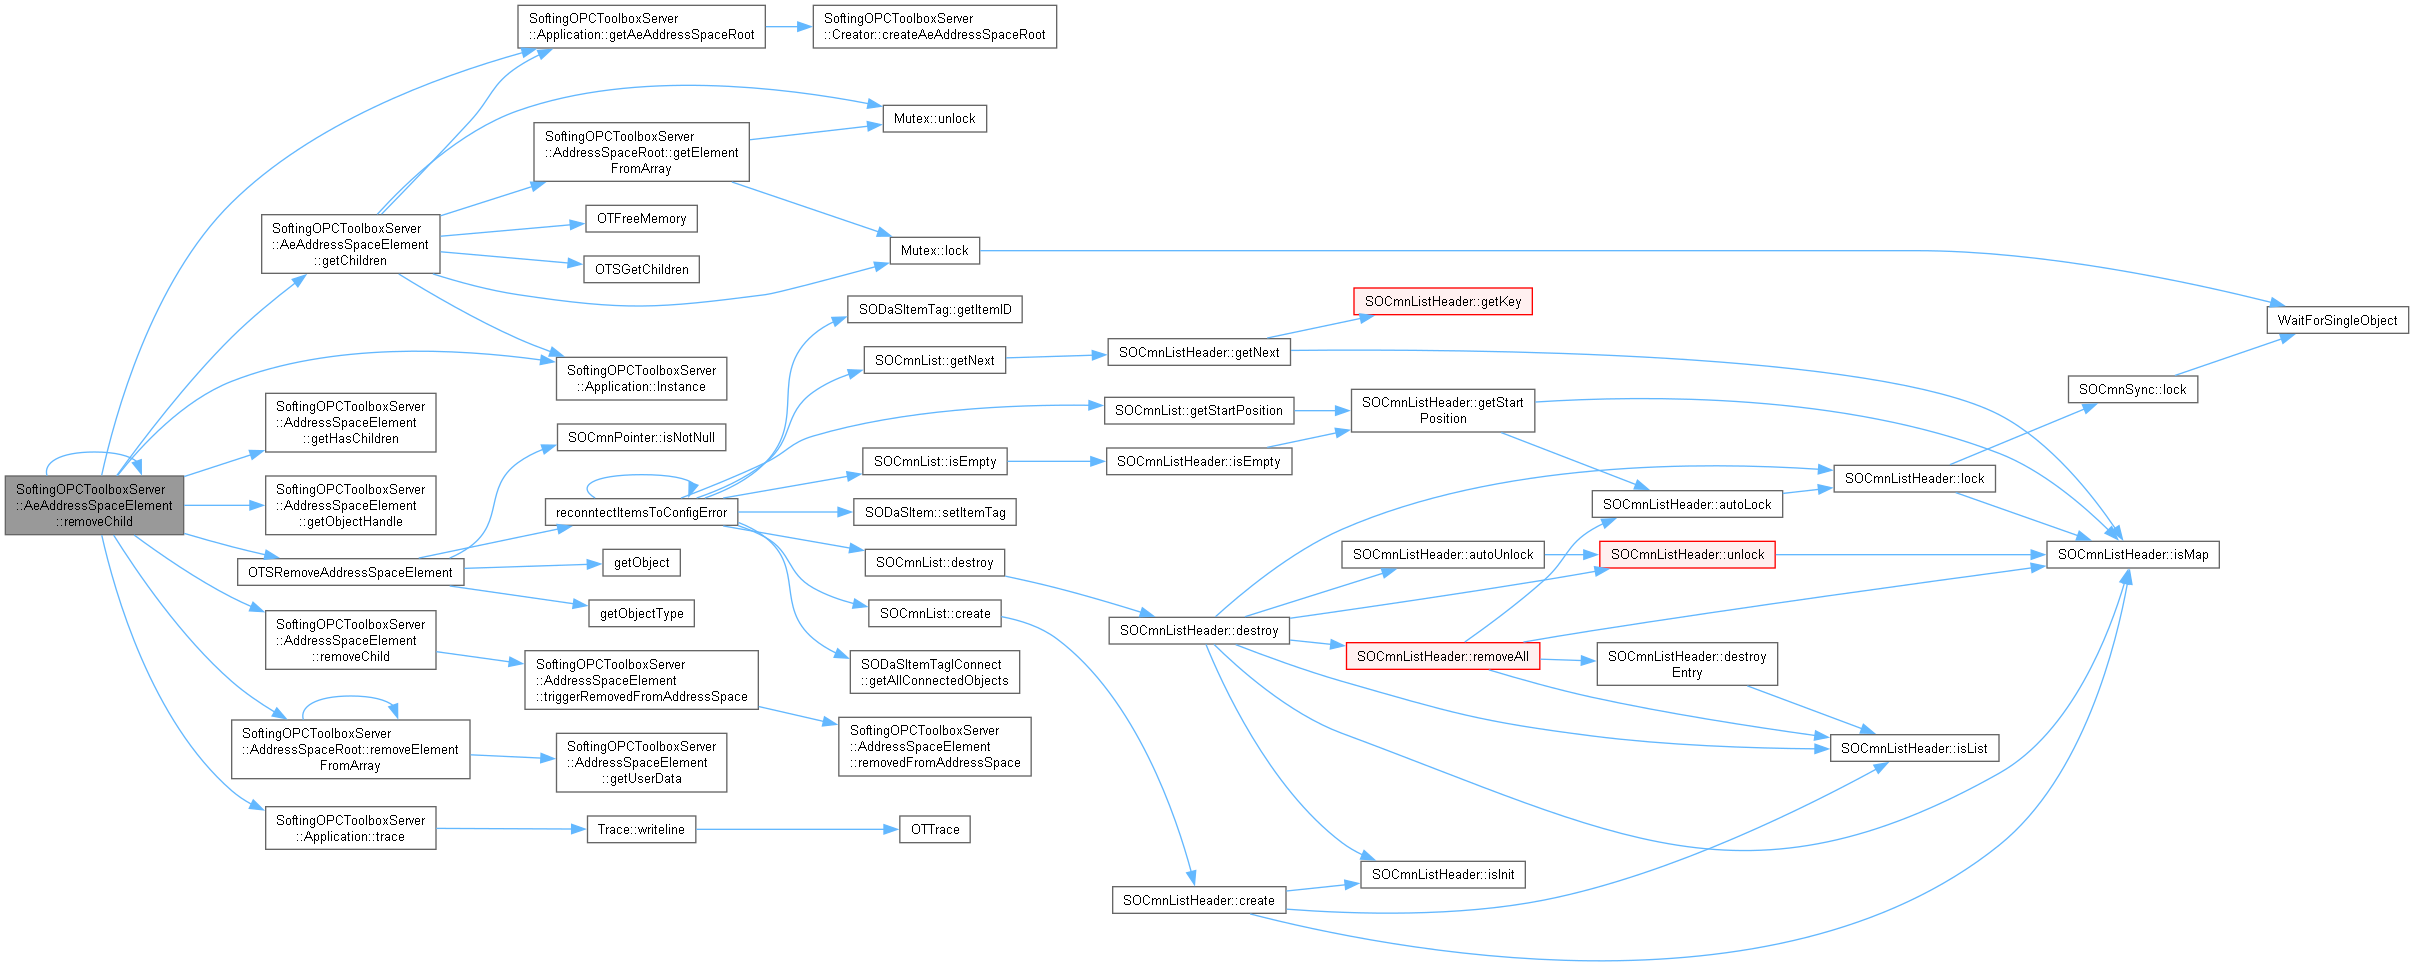 SoftingOPCToolboxServer
::AeAddressSpaceElement
::removeChild
SoftingOPCToolboxServer
::Application::getAeAddressSpaceRoot
SoftingOPCToolboxServer
::Creator::createAeAddressSpaceRoot
SoftingOPCToolboxServer
::AeAddressSpaceElement
::getChildren
Mutex::unlock
SoftingOPCToolboxServer
::AddressSpaceRoot::getElement
FromArray
OTFreeMemory
OTSGetChildren
Mutex::lock
WaitForSingleObject
SoftingOPCToolboxServer
::Application::Instance
SoftingOPCToolboxServer
::AddressSpaceElement
::getHasChildren
SoftingOPCToolboxServer
::AddressSpaceElement
::getObjectHandle
OTSRemoveAddressSpaceElement
SOCmnPointer::isNotNull
reconntectItemsToConfigError
getObject
getObjectType
SODaSItemTag::getItemID
SOCmnList::getNext
SOCmnListHeader::getNext
SOCmnListHeader::getKey
SOCmnList::getStartPosition
SOCmnListHeader::getStart
Position
SOCmnList::isEmpty
SOCmnListHeader::isEmpty
SODaSItem::setItemTag
SOCmnList::destroy
SOCmnList::create
SODaSItemTagIConnect
::getAllConnectedObjects
SOCmnListHeader::destroy
SOCmnListHeader::autoUnlock
SOCmnListHeader::unlock
SOCmnListHeader::autoLock
SOCmnListHeader::lock
SOCmnSync::lock
SOCmnListHeader::isMap
SOCmnListHeader::removeAll
SOCmnListHeader::destroy
Entry
SOCmnListHeader::isList
SOCmnListHeader::isInit
SOCmnListHeader::create
SoftingOPCToolboxServer
::AddressSpaceElement
::removeChild
SoftingOPCToolboxServer
::AddressSpaceElement
::triggerRemovedFromAddressSpace
SoftingOPCToolboxServer
::AddressSpaceElement
::removedFromAddressSpace
SoftingOPCToolboxServer
::AddressSpaceRoot::removeElement
FromArray
SoftingOPCToolboxServer
::AddressSpaceElement
::getUserData
SoftingOPCToolboxServer
::Application::trace
Trace::writeline
OTTrace